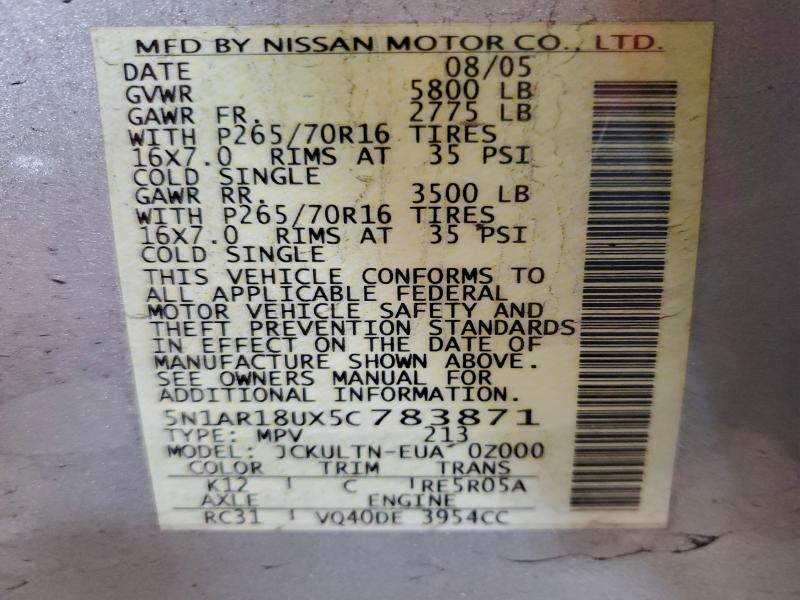 MFD BY NISSAN MOTOR CO., LTD.
DATE 08/05
GVWR 5800 LB
GAWR FR. 2775 LB
WITH P265/70R16 TIRES
16X7.0 RIMS AT 35 PSI
COLD SINGLE
GAWR RR. 3500 LB
WITH P265/70R16 TIRES
16X7.0 RIMS AT 35 PSI
COLD SINGLE
THIS VEHICLE CONFORMS TO
ALL APPLICABLE FEDERAL
MOTOR VEHICLE SAFETY AND
THEFT PREVENTION STANDARDS
IN EFFECT ON THE DATE OF
MANUFACTURE SHOWN ABOVE.
SEE OWNERS MANUAL FOR
ADDITIONAL INFORMATION.
5N1AR18UX5C783871
TYPE: MPV 213
MODEL: JCKULTN-EUA 0Z000
COLOR TRIM TRANS
K12 C RE5R05A
AXLE ENGINE
RC31 VQ40DE 3954CC